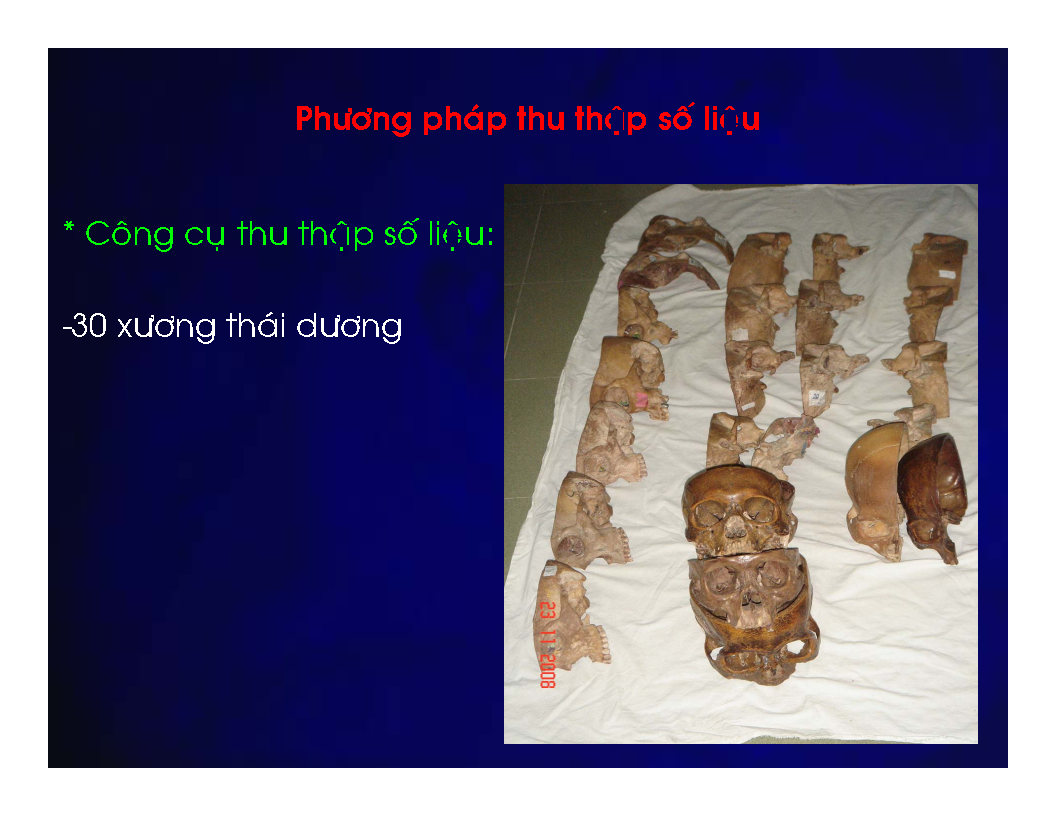 Phương pháp thu thập số liệu
* Công cụ thu thập số liệu:
-30 xương thái dương
23 11 2008